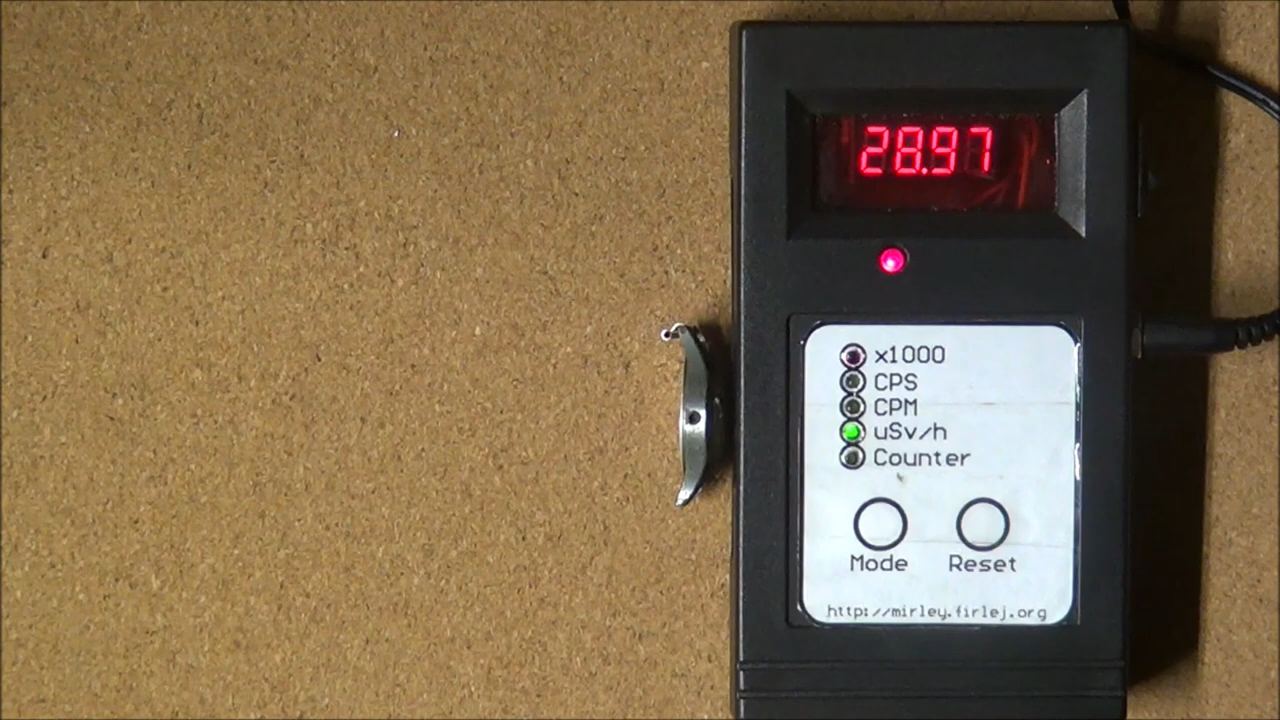 28.97
x1000
CPS
CPM
uSv/h
Counter
Mode Reset
http://mirley.firlej.org